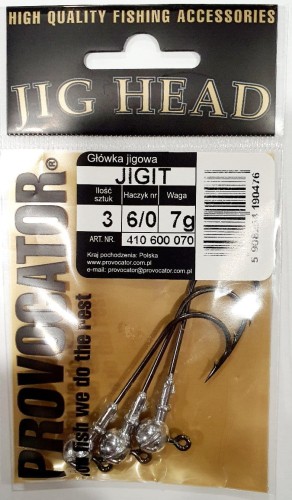 HIGH QUALITY FISHING ACCESSORIES
JIG HEAD
Główka jigowa
JIGIT
Ilość sztuk Haczyk nr Waga
3 6/0 7g
ART. NR. 410 600 070
Kraj pochodzenia: Polska
www.provocator.com.pl
e-mail: provocator@provocator.com.pl
190476
PROVOCATOR®
fish we do the rest